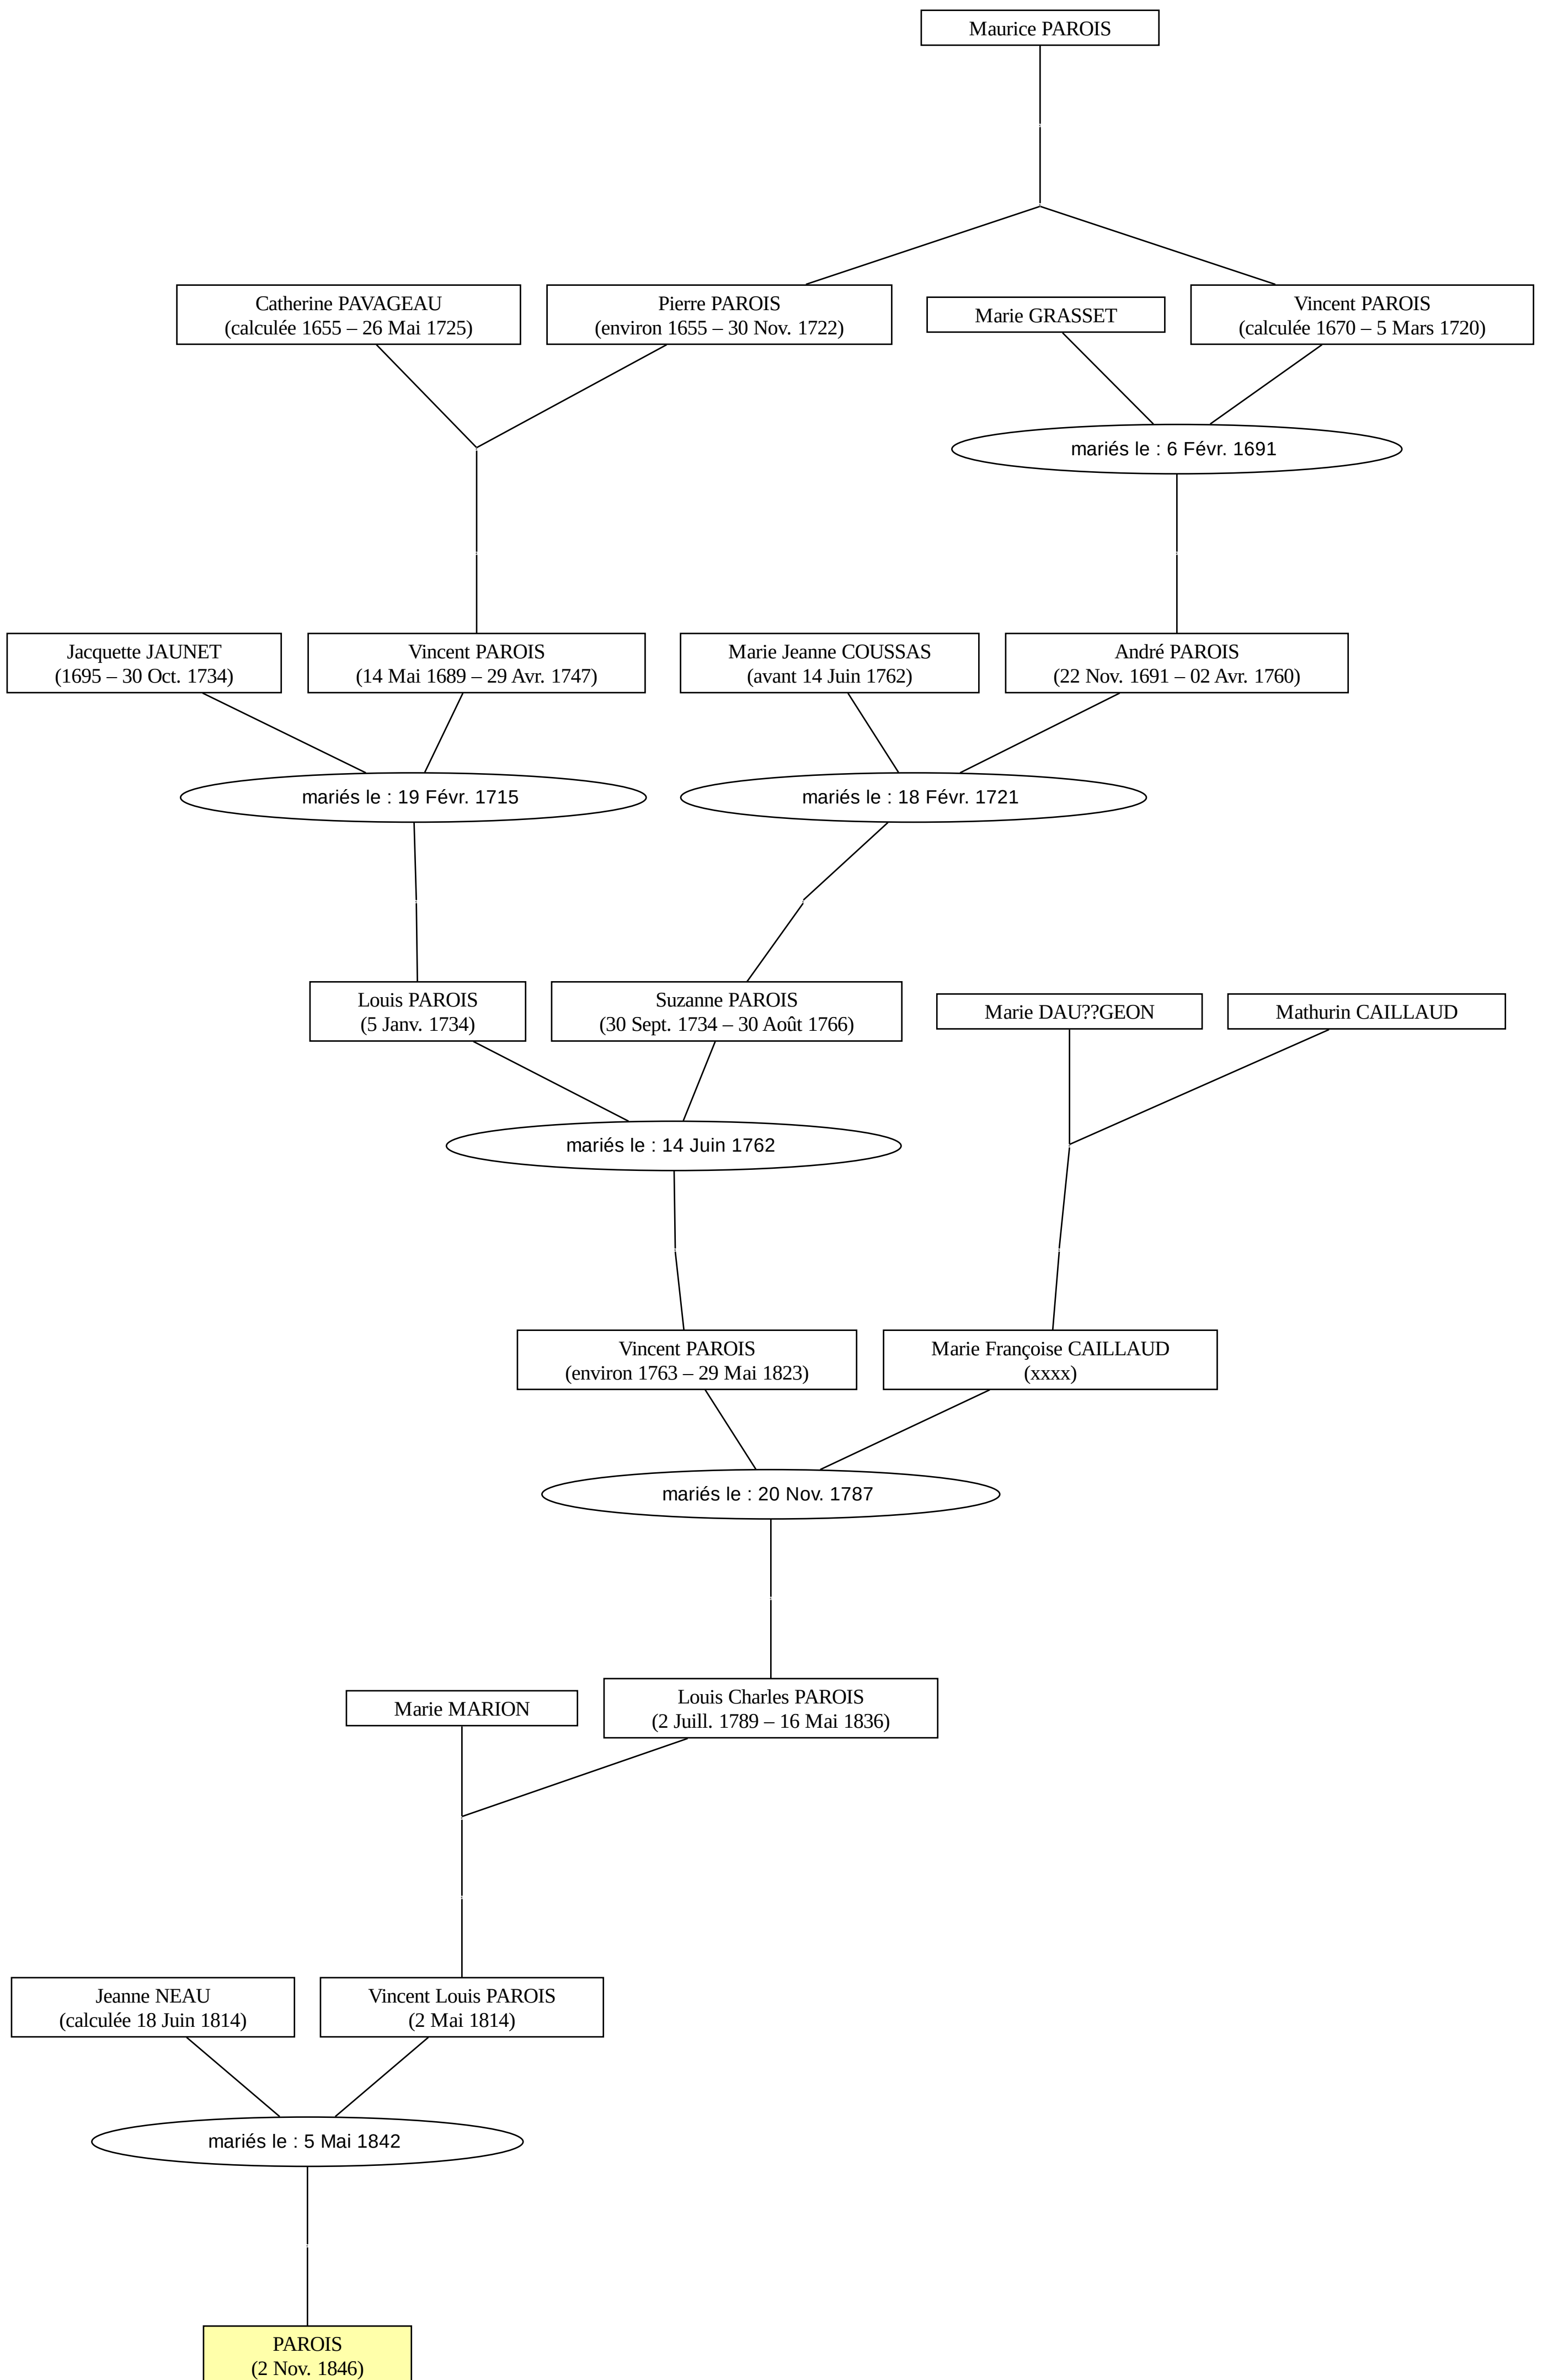 Maurice PAROIS
Catherine PAVAGEAU
(calculée 1655 – 26 Mai 1725)
Pierre PAROIS
(environ 1655 – 30 Nov. 1722)
Marie GRASSET
Vincent PAROIS
(calculée 1670 – 5 Mars 1720)
mariés le : 6 Févr. 1691
Jacquette JAUNET
(1695 – 30 Oct. 1734)
Vincent PAROIS
(14 Mai 1689 – 29 Avr. 1747)
Marie Jeanne COUSSAS
(avant 14 Juin 1762)
André PAROIS
(22 Nov. 1691 – 02 Avr. 1760)
mariés le : 19 Févr. 1715
mariés le : 18 Févr. 1721
Louis PAROIS
(5 Janv. 1734)
Suzanne PAROIS
(30 Sept. 1734 – 30 Août 1766)
Marie DAU??GEON
Mathurin CAILLAUD
mariés le : 14 Juin 1762
Vincent PAROIS
(environ 1763 – 29 Mai 1823)
Marie Françoise CAILLAUD
(xxxx)
mariés le : 20 Nov. 1787
Marie MARION
Louis Charles PAROIS
(2 Juill. 1789 – 16 Mai 1836)
Jeanne NEAU
(calculée 18 Juin 1814)
Vincent Louis PAROIS
(2 Mai 1814)
mariés le : 5 Mai 1842
PAROIS
(2 Nov. 1846)